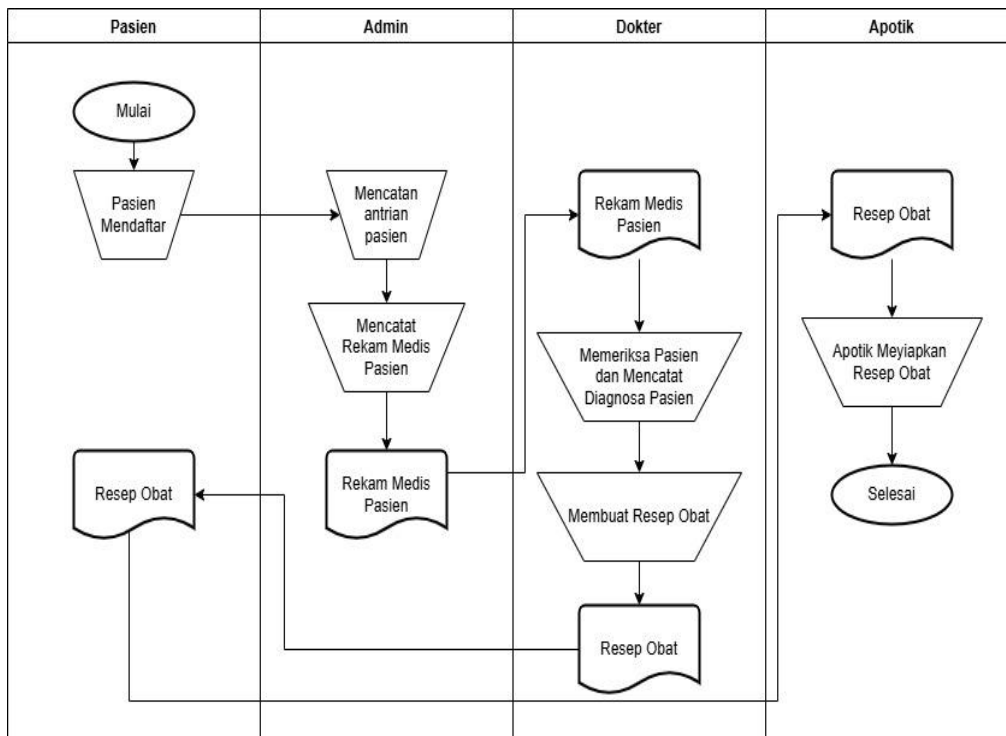 Pasien
Admin
Dokter
Apotik
Mulai
Pasien
Mendaftar
Mencatan
antrian
pasien
Mencatat
Rekam Medis
Pasien
Rekam Medis
Pasien
Rekam Medis
Pasien
Memeriksa Pasien
dan Mencatat
Diagnosa Pasien
Membuat Resep Obat
Resep Obat
Resep Obat
Resep Obat
Apotik Meyiapkan
Resep Obat
Selesai